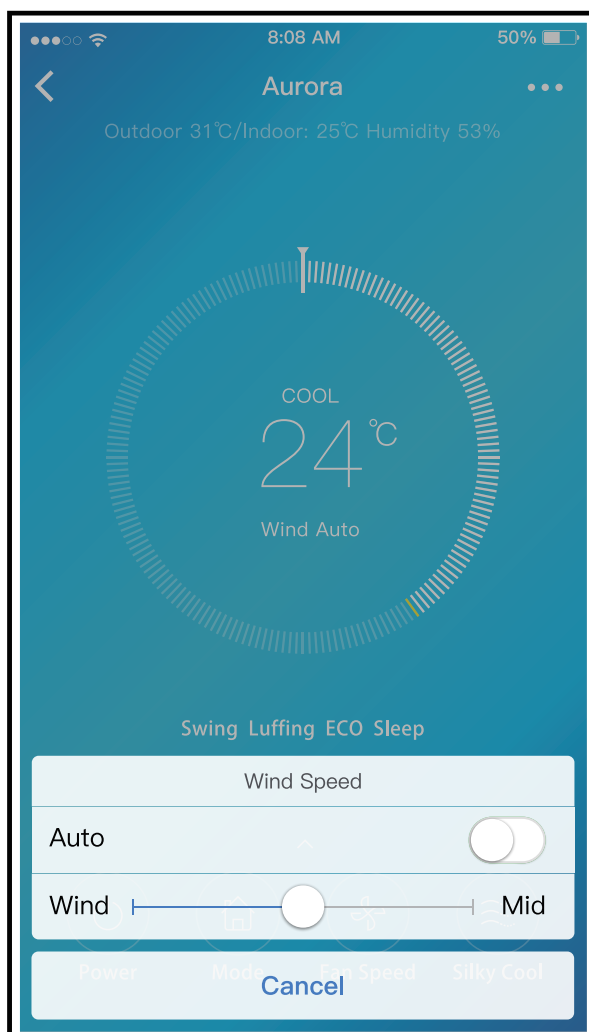 8:08 AM 50%
Aurora
Outdoor 31℃/Indoor: 25℃ Humidity 53%
COOL
24℃
Wind Auto
Swing Luffing ECO Sleep
Wind Speed
Auto
Wind Mid
Power Mode Fan Speed Silky Cool
Cancel